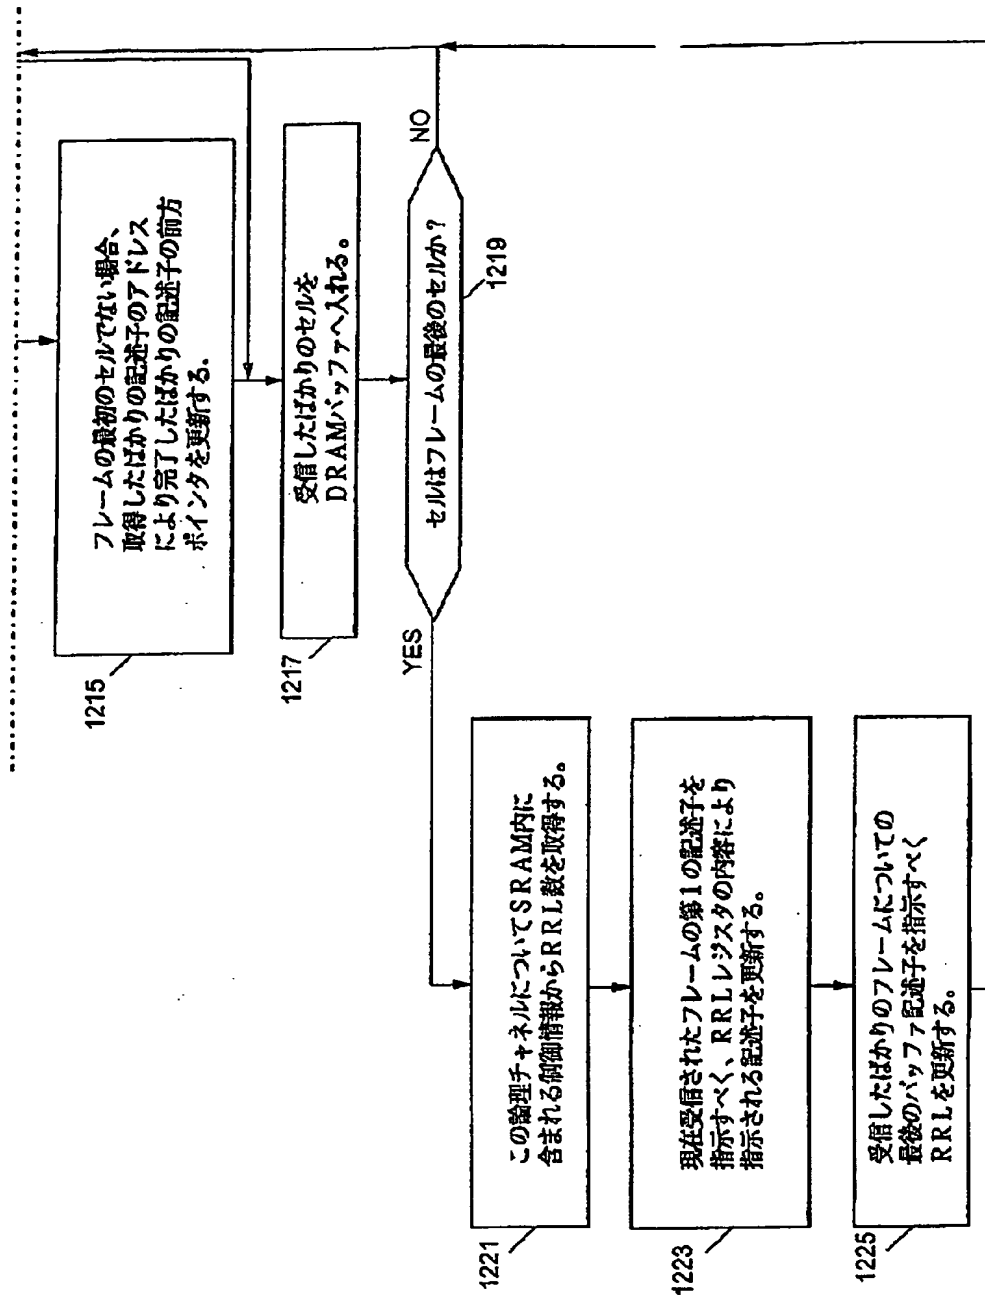 フレームの最初のセルでない場合、
取得したばかりの記述子のアドレス
により完了したばかりの記述子の前方
ポインタを更新する。
1215
受信したばかりのセルを
DRAMバッファへ入れる。
1217
セルはフレームの最後のセルか?
1219
NO
YES
この論理チャネルについてSRAM内に
含まれる制御情報からRRL数を取得する。
1221
現在受信されたフレームの第1の記述子を
指示すべく、RRLレジスタの内容により
指示される記述子を更新する。
1223
受信したばかりのフレームについての
最後のバッファ記述子を指示すべく
RRLを更新する。
1225